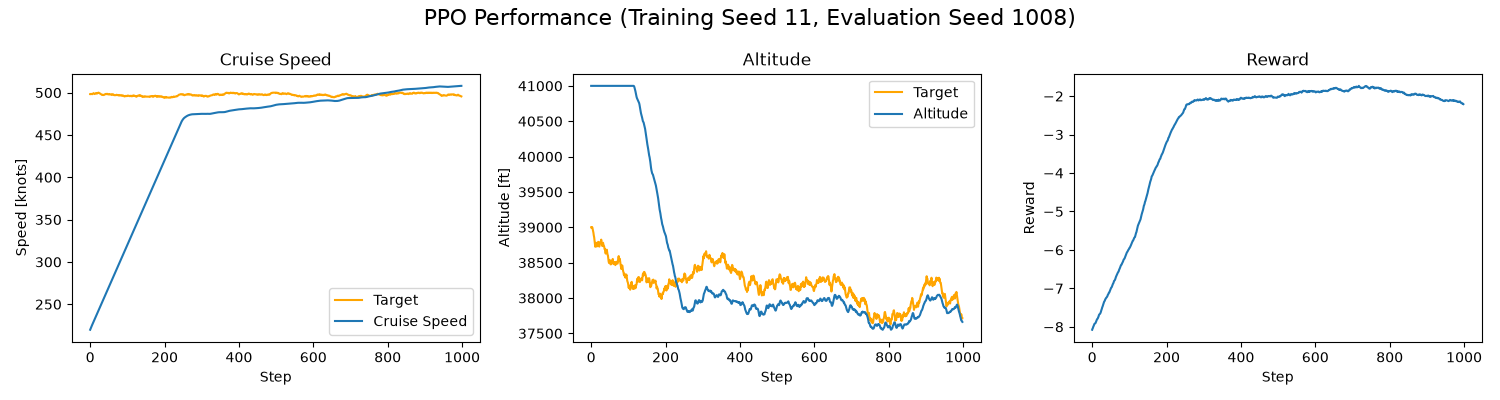 PPO Performance (Training Seed 11, Evaluation Seed 1008)
Cruise Speed
Speed [knots]
500
450
400
350
300
250
0 200 400 600 800 1000
Step
Target
Cruise Speed
Altitude
Altitude [ft]
41000
40500
40000
39500
39000
38500
38000
37500
0 200 400 600 800 1000
Step
Target
Altitude
Reward
Reward
−2
−3
−4
−5
−6
−7
−8
0 200 400 600 800 1000
Step